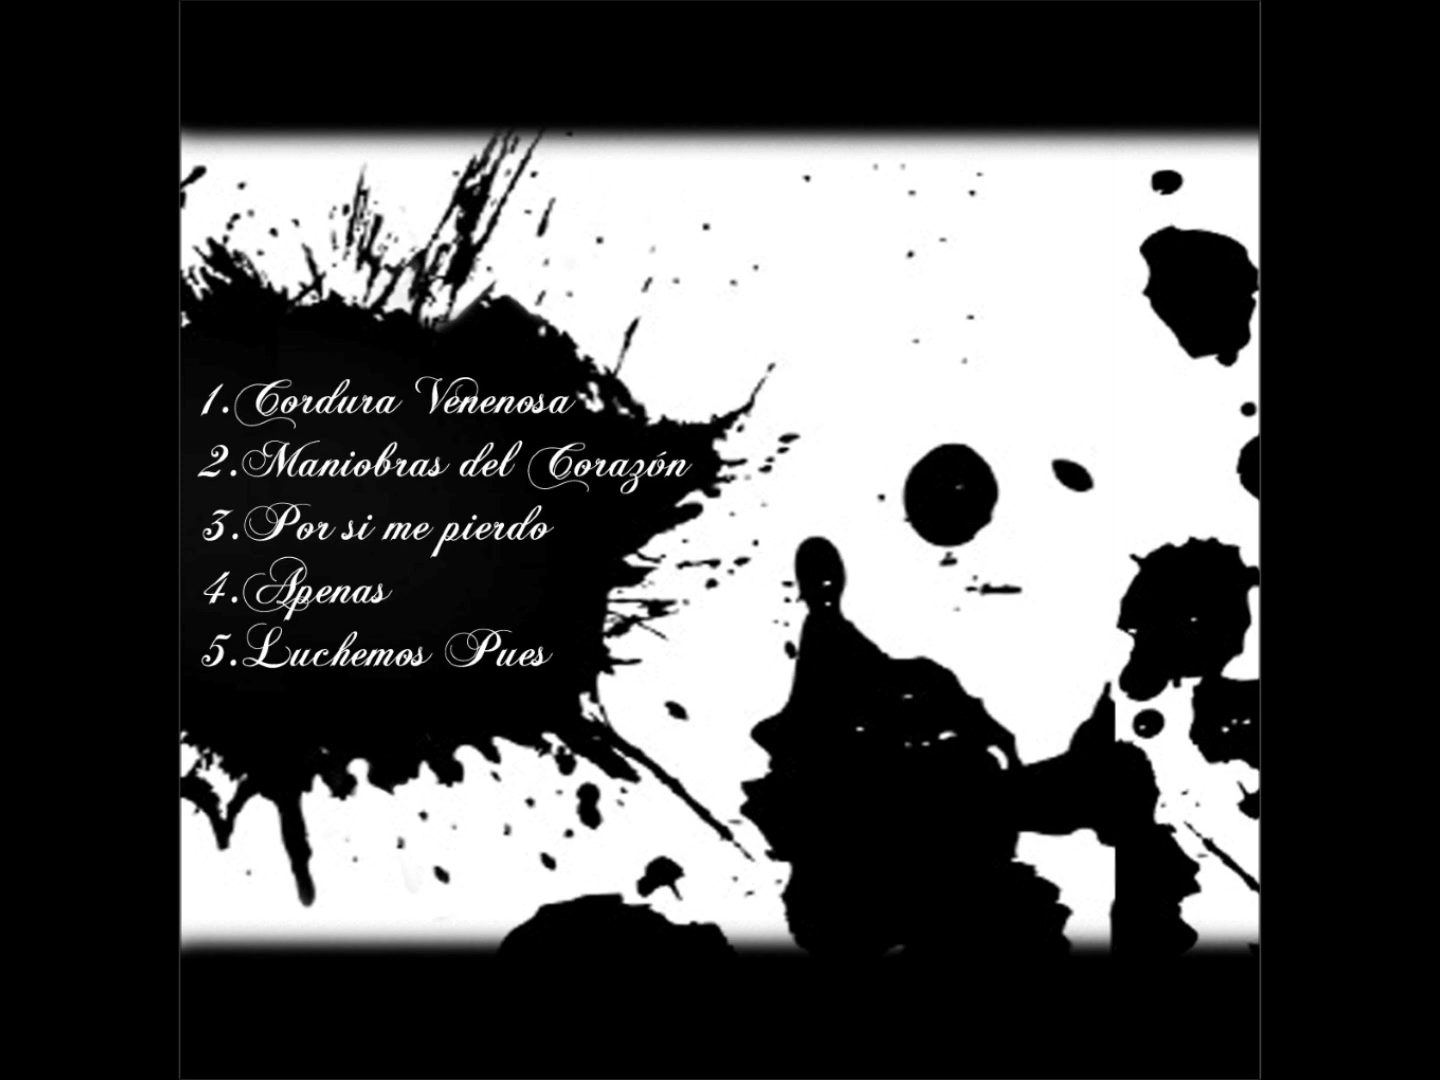 1.Cordura Venenosa
2.Maniobras del Corazón
3.Por si me pierdo
4.Apenas
5.Luchemos Pues